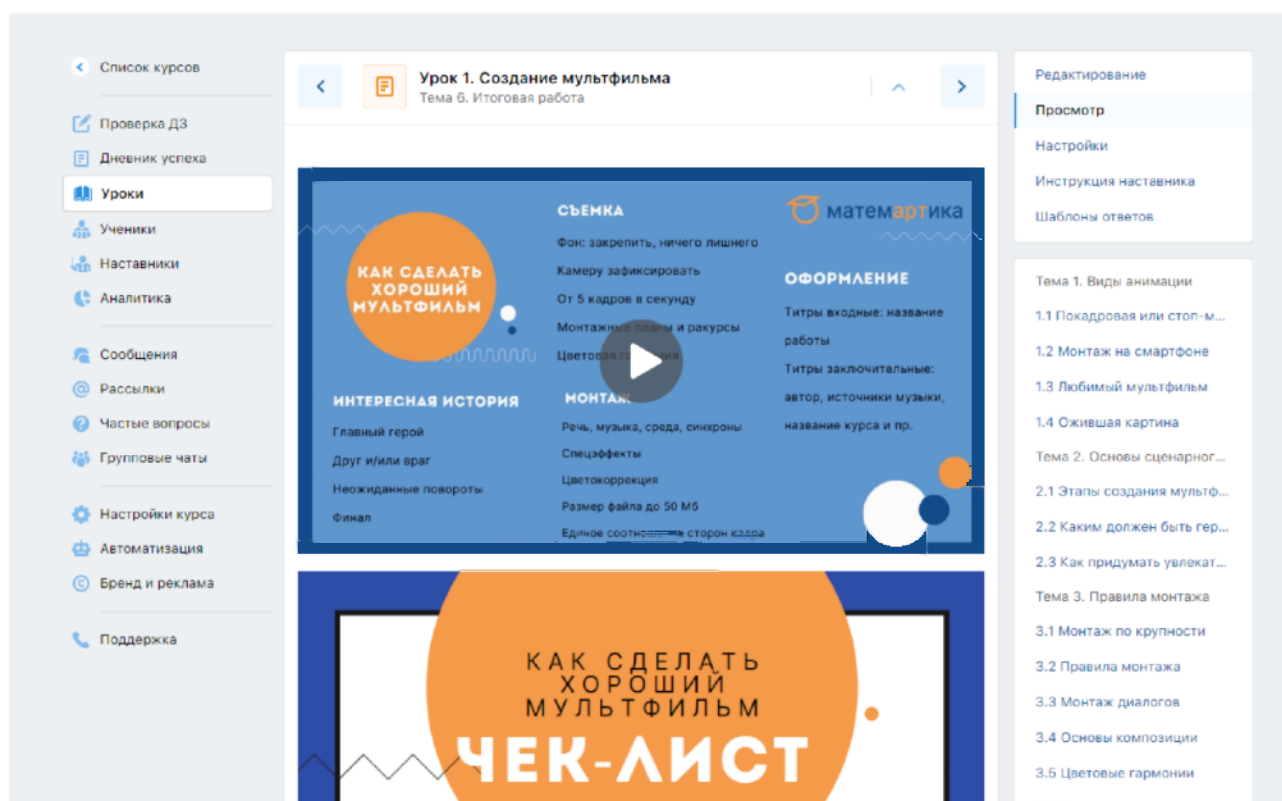 Список курсов
Проверка ДЗ
Дневник успеха
Уроки
Ученики
Наставники
Аналитика
Сообщения
Рассылки
Частые вопросы
Групповые чаты
Настройки курса
Автоматизация
Бренд и реклама
Поддержка
Урок 1. Создание мультфильма
Тема 6. Итоговая работа
КАК СДЕЛАТЬ
ХОРОШИЙ
МУЛЬТФИЛЬМ
ИНТЕРЕСНАЯ ИСТОРИЯ
Главный герой
Друг и/или враг
Неожиданные повороты
Финал
СЪЕМКА
Фон: закрепить, ничего лишнего
Камеру зафиксировать
От 5 кадров в секунду
Монтажные планы и ракурсы
Цветовая
МОНТАЖ
Речь, музыка, среда, синхроны
Спецэффекты
Цветокоррекция
Размер файла до 50 Мб
Единое соотношение сторон кадра
матемартика
ОФОРМЛЕНИЕ
Титры входные: название
работы
Титры заключительные:
автор, источники музыки,
название курса и пр.
КАК СДЕЛАТЬ
ХОРОШИЙ
МУЛЬТФИЛЬМ
ЧЕК-ЛИСТ
Редактирование
Просмотр
Настройки
Инструкция наставника
Шаблоны ответов
Тема 1. Виды анимации
1.1 Покадровая или стоп-м...
1.2 Монтаж на смартфоне
1.3 Любимый мультфильм
1.4 Ожившая картина
Тема 2. Основы сценарног...
2.1 Этапы создания мультф...
2.2 Каким должен быть гер...
2.3 Как придумать увлекат...
Тема 3. Правила монтажа
3.1 Монтаж по крупности
3.2 Правила монтажа
3.3 Монтаж диалогов
3.4 Основы композиции
3.5 Цветовые гармонии